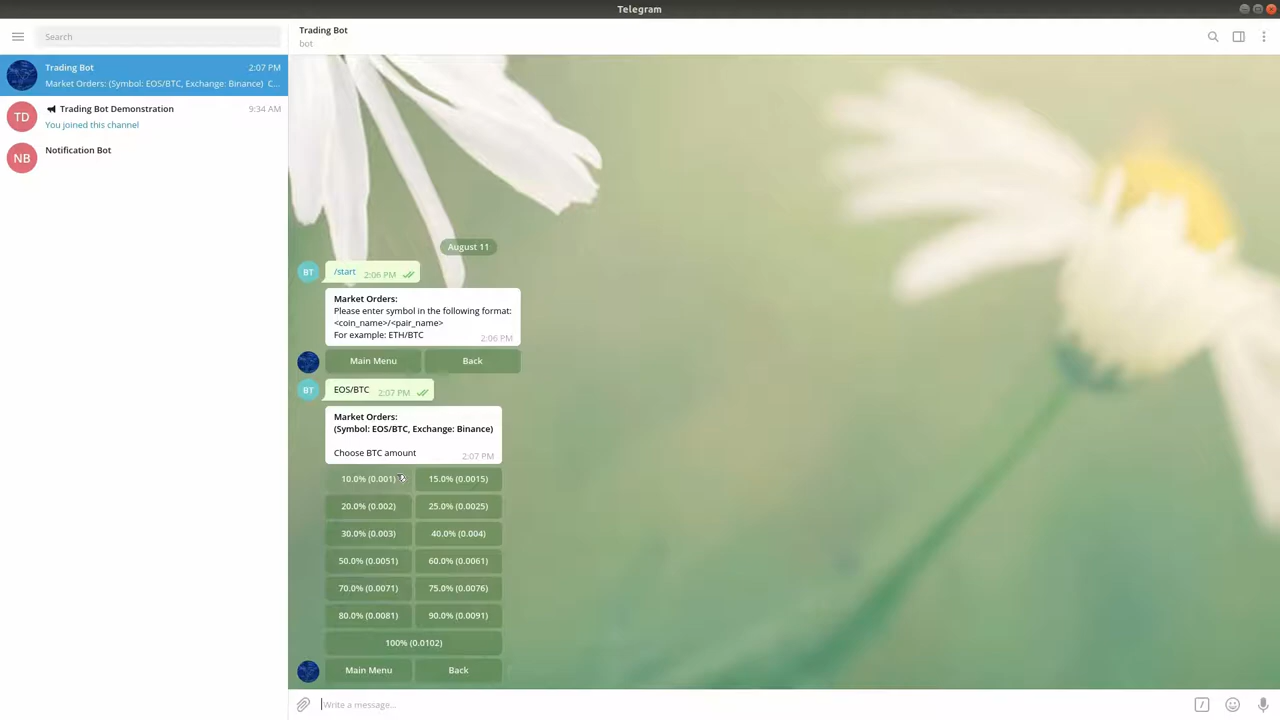 Telegram
Search
Trading Bot 2:07 PM
Market Orders: (Symbol: EOS/BTC, Exchange: Binance) C...
TD Trading Bot Demonstration 9:34 AM
You joined this channel
NB Notification Bot
Trading Bot
bot
August 11
BT /start 2:06 PM
Market Orders:
Please enter symbol in the following format:
<coin_name>/<pair_name>
For example: ETH/BTC 2:06 PM
Main Menu Back
BT EOS/BTC 2:07 PM
Market Orders:
(Symbol: EOS/BTC, Exchange: Binance)
Choose BTC amount 2:07 PM
10.0% (0.001) 15.0% (0.0015)
20.0% (0.002) 25.0% (0.0025)
30.0% (0.003) 40.0% (0.004)
50.0% (0.0051) 60.0% (0.0061)
70.0% (0.0071) 75.0% (0.0076)
80.0% (0.0081) 90.0% (0.0091)
100% (0.0102)
Main Menu Back
Write a message...